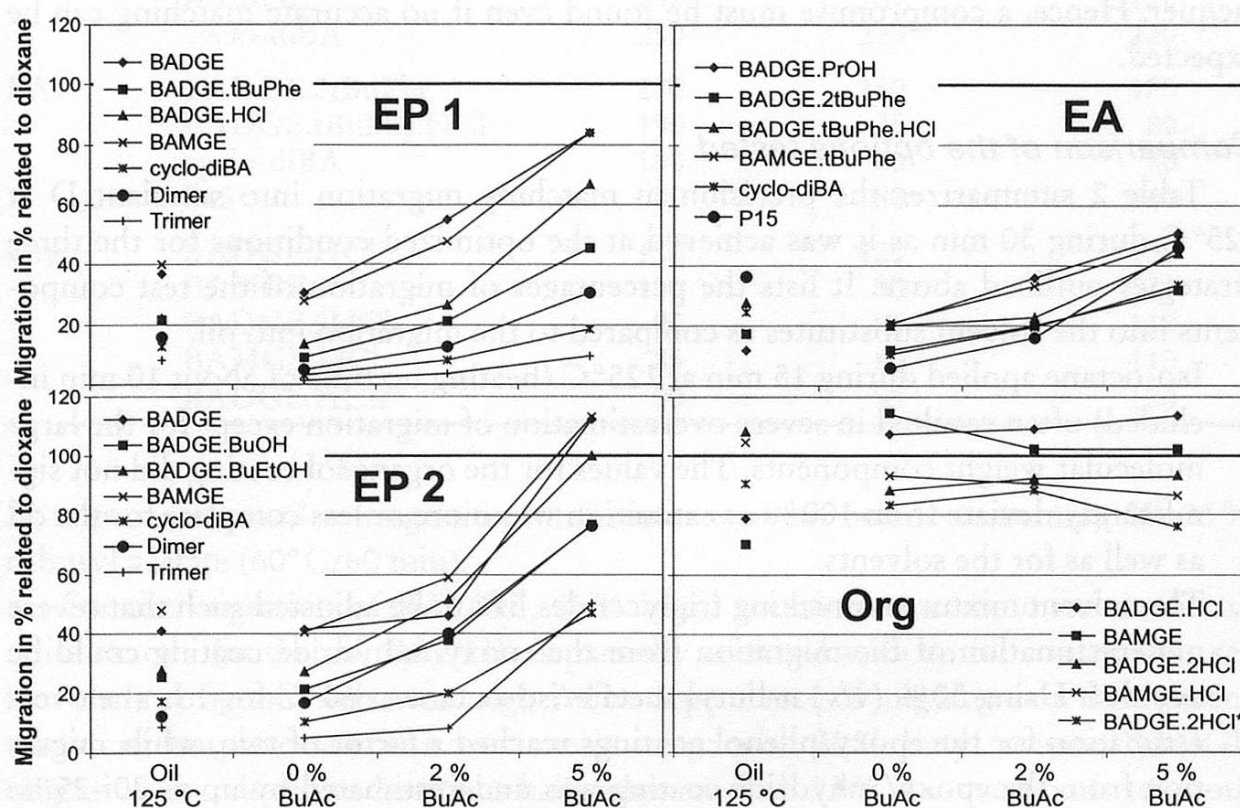 Migration in % related to dioxane
120
100
80
60
40
20
BADGE
BADGE.tBuPhe
BADGE.HCl
BAMGE
cyclo-diBA
Dimer
Trimer
EP 1
BADGE.PrOH
BADGE.2tBuPhe
BADGE.tBuPhe.HCl
BAMGE.tBuPhe
cyclo-diBA
P15
EA
Migration in % related to dioxane
120
100
80
60
40
20
0
BADGE
BADGE.BuOH
BADGE.BuEtOH
BAMGE
cyclo-diBA
Dimer
Trimer
EP 2
Org
BADGE.HCl
BAMGE
BADGE.2HCl
BAMGE.HCl
BADGE.2HCl*
Oil 0 % 2 % 5 % Oil 0 % 2 % 5 %
125 °C BuAc BuAc BuAc 125 °C BuAc BuAc BuAc